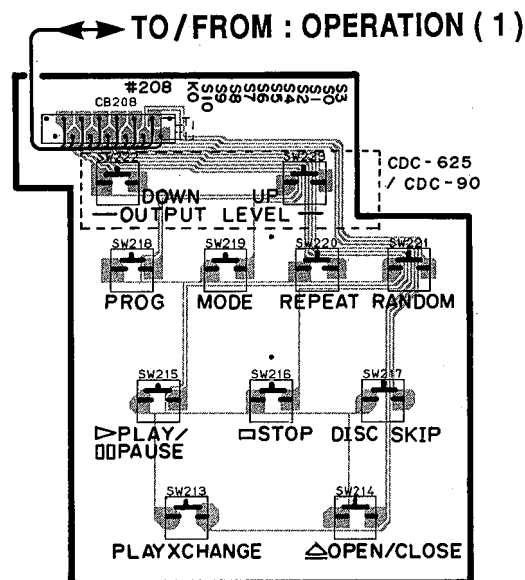 TO/FROM : OPERATION ( 1 )
#208
CB208
K0 S10 S9 S8 S7 S6 S5 S4 S2 S1 S0 S3
CDC-625
/ CDC-90
SW222 SW223
DOWN UP
OUTPUT LEVEL
SW218 SW219 SW220 SW221
PROG MODE REPEAT RANDOM
SW215 SW216 SW217
▷PLAY/ □STOP DISC SKIP
▯▯PAUSE
SW213 SW214
PLAYXCHANGE ≙OPEN/CLOSE